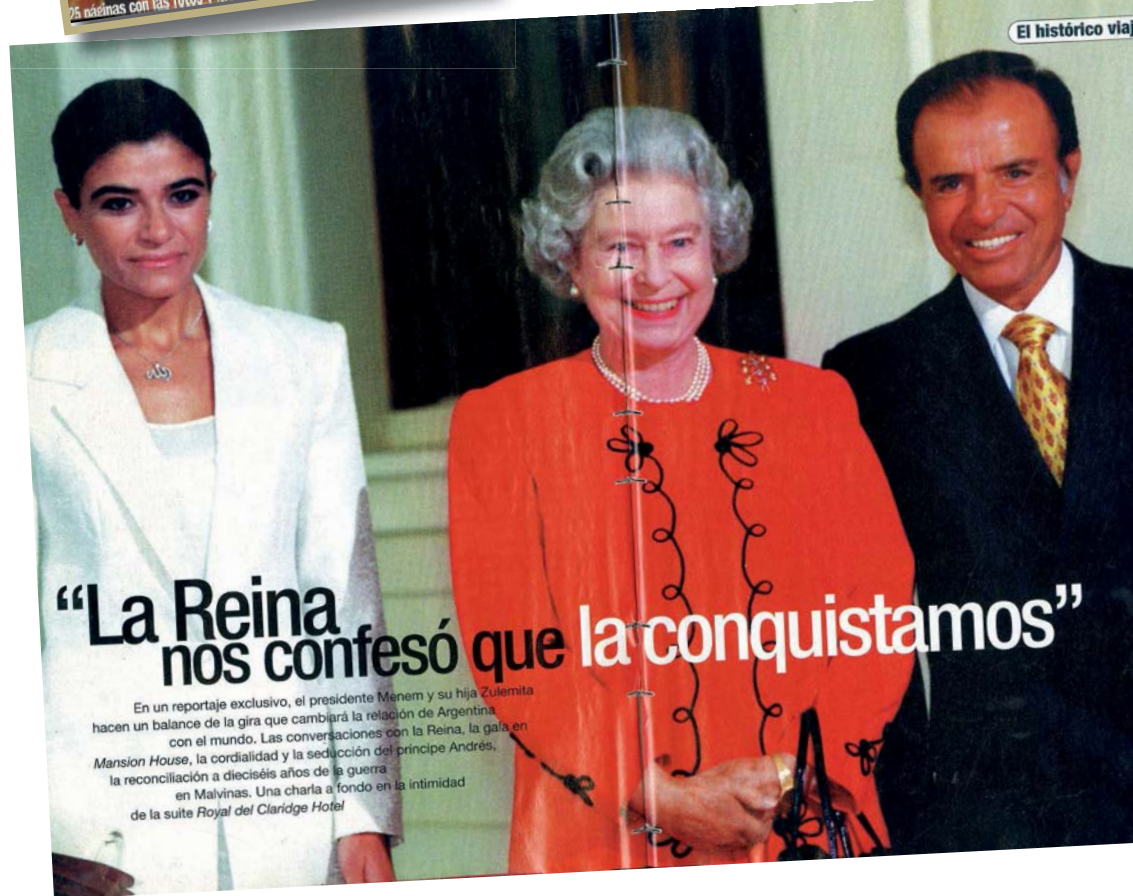 25 páginas con las
El histórico viaj
“La Reina
nos confesó que la conquistamos”
En un reportaje exclusivo, el presidente Menem y su hija Zulemita
hacen un balance de la gira que cambiará la relación de Argentina
con el mundo. Las conversaciones con la Reina, la gala en
Mansion House, la cordialidad y la seducción del príncipe Andrés,
la reconciliación a dieciséis años de la guerra
en Malvinas. Una charla a fondo en la intimidad
de la suite Royal del Claridge Hotel